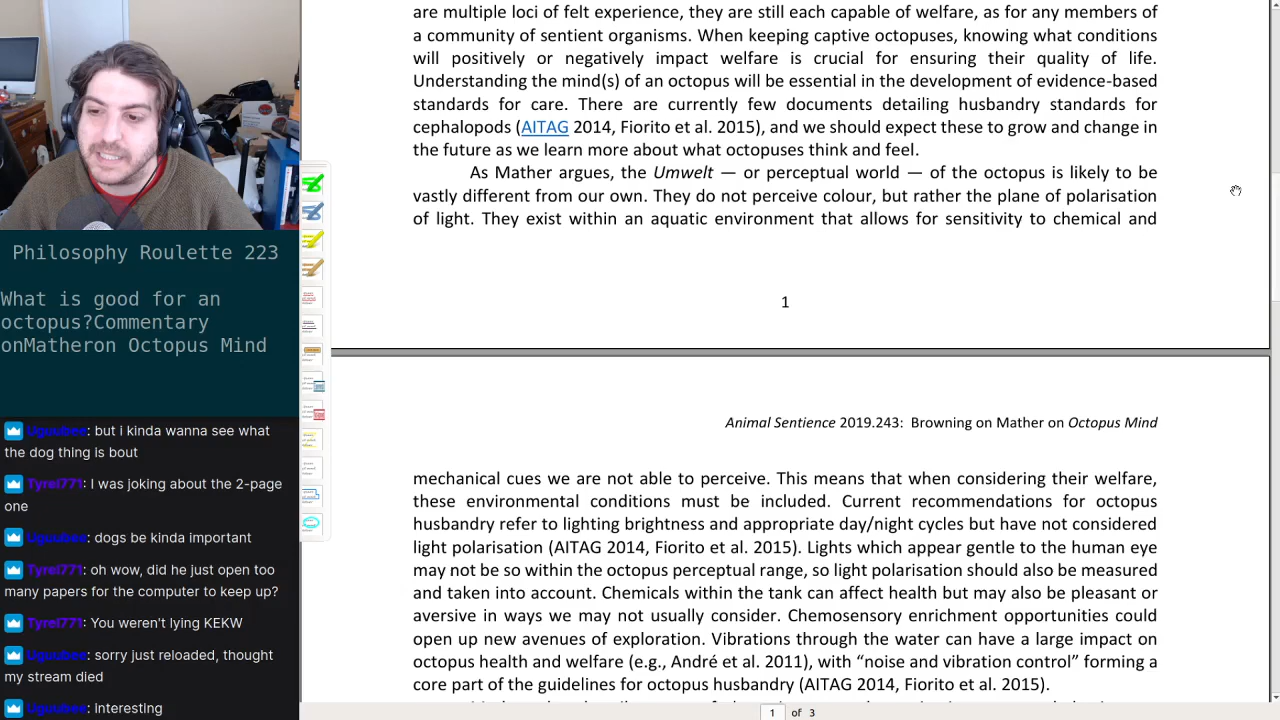 are multiple loci of felt experience, they are still each capable of welfare, as for any members of
a community of sentient organisms. When keeping captive octopuses, knowing what conditions
will positively or negatively impact welfare is crucial for ensuring their quality of life.
Understanding the mind(s) of an octopus will be essential in the development of evidence-based
standards for care. There are currently few documents detailing husbandry standards for
cephalopods (AITAG 2014, Fiorito et al. 2015), and we should expect these to grow and change in
the future as we learn more about what octopuses think and feel.
As Mather argues, the Umwelt — or perceptual world — of the octopus is likely to be
vastly different from our own. They do not perceive colour, but rather the plane of polarisation
of light. They exist within an aquatic environment that allows for sensitivity to chemical and
1
Animal Sentience 2019.243: Browning on Mather on Octopus Mind
mechanical cues we are not able to perceive. This means that when considering their welfare,
these environmental conditions must be included. Current recommendations for octopus
husbandry refer to limiting brightness and appropriate day/night cycles but have not considered
light polarisation (AITAG 2014, Fiorito et al. 2015). Lights which appear gentle to the human eye
may not be so within the octopus perceptual range, so light polarisation should also be measured
and taken into account. Chemicals within the tank can affect health but may also be pleasant or
aversive in ways we may not usually consider. Chemosensory enrichment opportunities could
open up new avenues of exploration. Vibrations through the water can have a large impact on
octopus health and welfare (e.g., André et al. 2011), with “noise and vibration control” forming a
core part of the guidelines for octopus husbandry (AITAG 2014, Fiorito et al. 2015).
1 of 3
Philosophy Roulette 223
What is good for an
octopus?Commentary
onMatheron Octopus Mind
Uguubee: but i kinda wanna see what
the dog thing is bout
Tyrel771: I was joking about the 2-page
one
Uguubee: dogs be kinda important
Tyrel771: oh wow, did he just open too
many papers for the computer to keep up?
Tyrel771: You weren't lying KEKW
Uguubee: sorry just reloaded, thought
my stream died
Uguubee: interesting